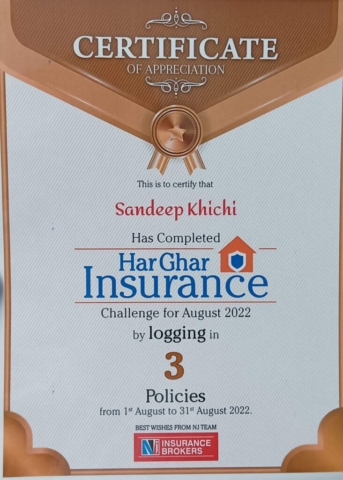 CERTIFICATE
OF APPRECIATION
This is to certify that
Sandeep Khichi
Has Completed
Har Ghar
Insurance
Challenge for August 2022
by logging in
3
Policies
from 1st August to 31st August 2022.
BEST WISHES FROM NJ TEAM
NJ INSURANCE
BROKERS